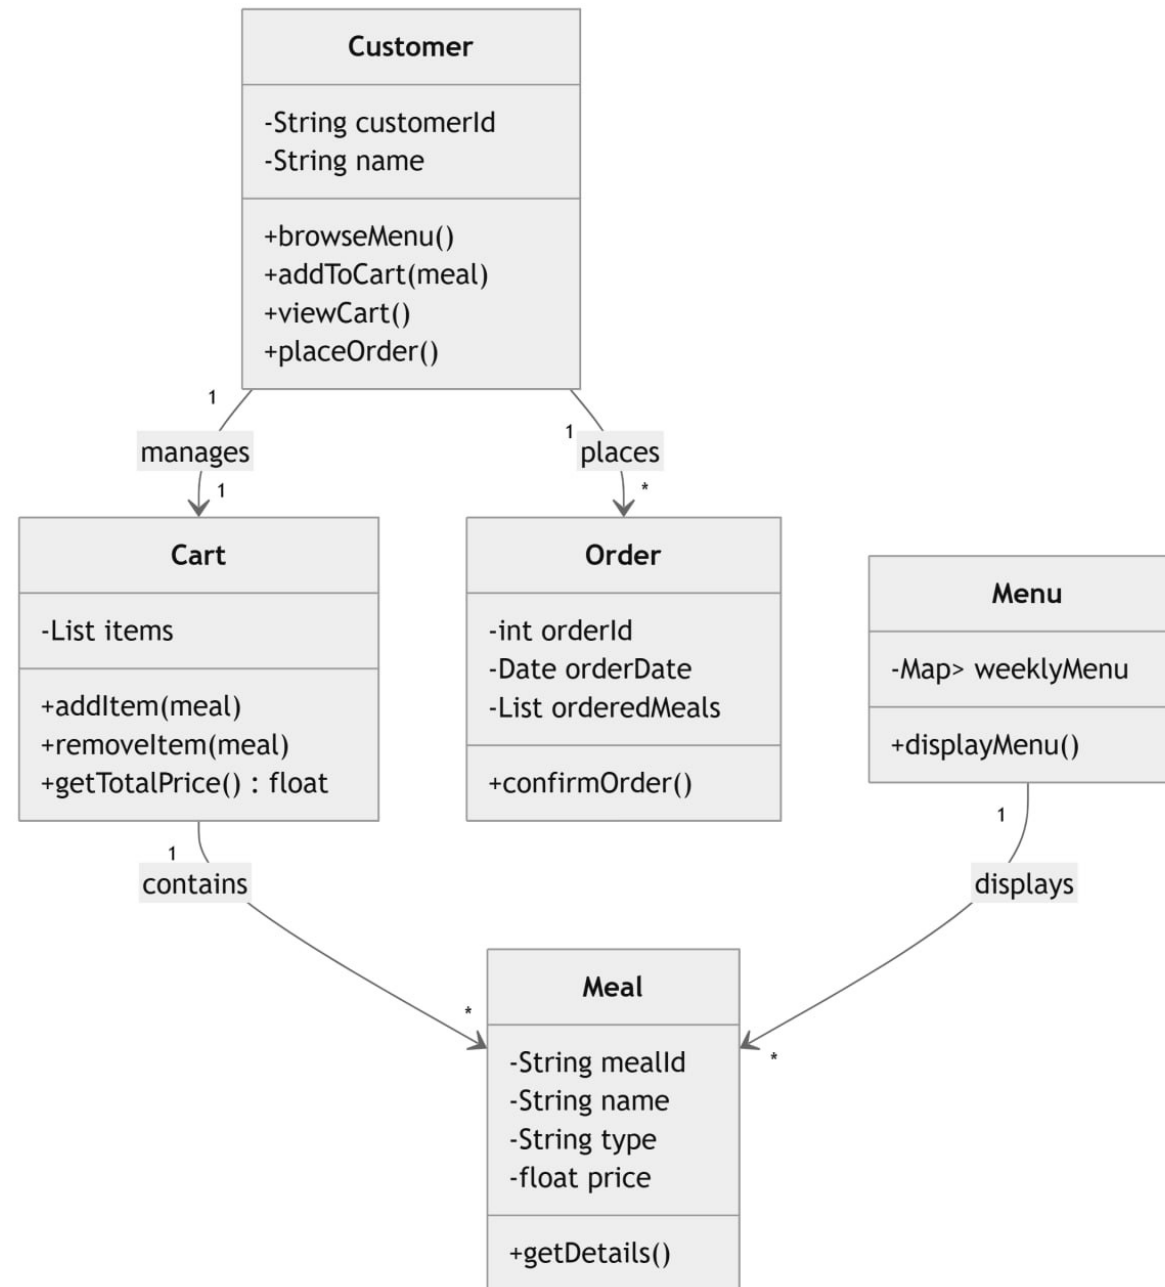 Customer
-String customerId
-String name
+browseMenu()
+addToCart(meal)
+viewCart()
+placeOrder()
1
manages
1
1
places
*
Cart
-List items
+addItem(meal)
+removeItem(meal)
+getTotalPrice() : float
Order
-int orderId
-Date orderDate
-List orderedMeals
+confirmOrder()
Menu
-Map> weeklyMenu
+displayMenu()
1
contains
*
1
displays
*
Meal
-String mealId
-String name
-String type
-float price
+getDetails()